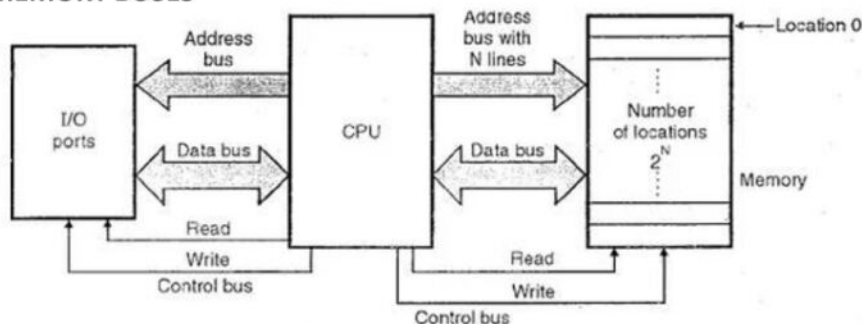 Address
bus
Address
bus with
N lines
Location 0
I/O
ports
CPU
Number
of locations
2^N
Data bus
Data bus
Memory
Read
Write
Control bus
Read
Write
Control bus